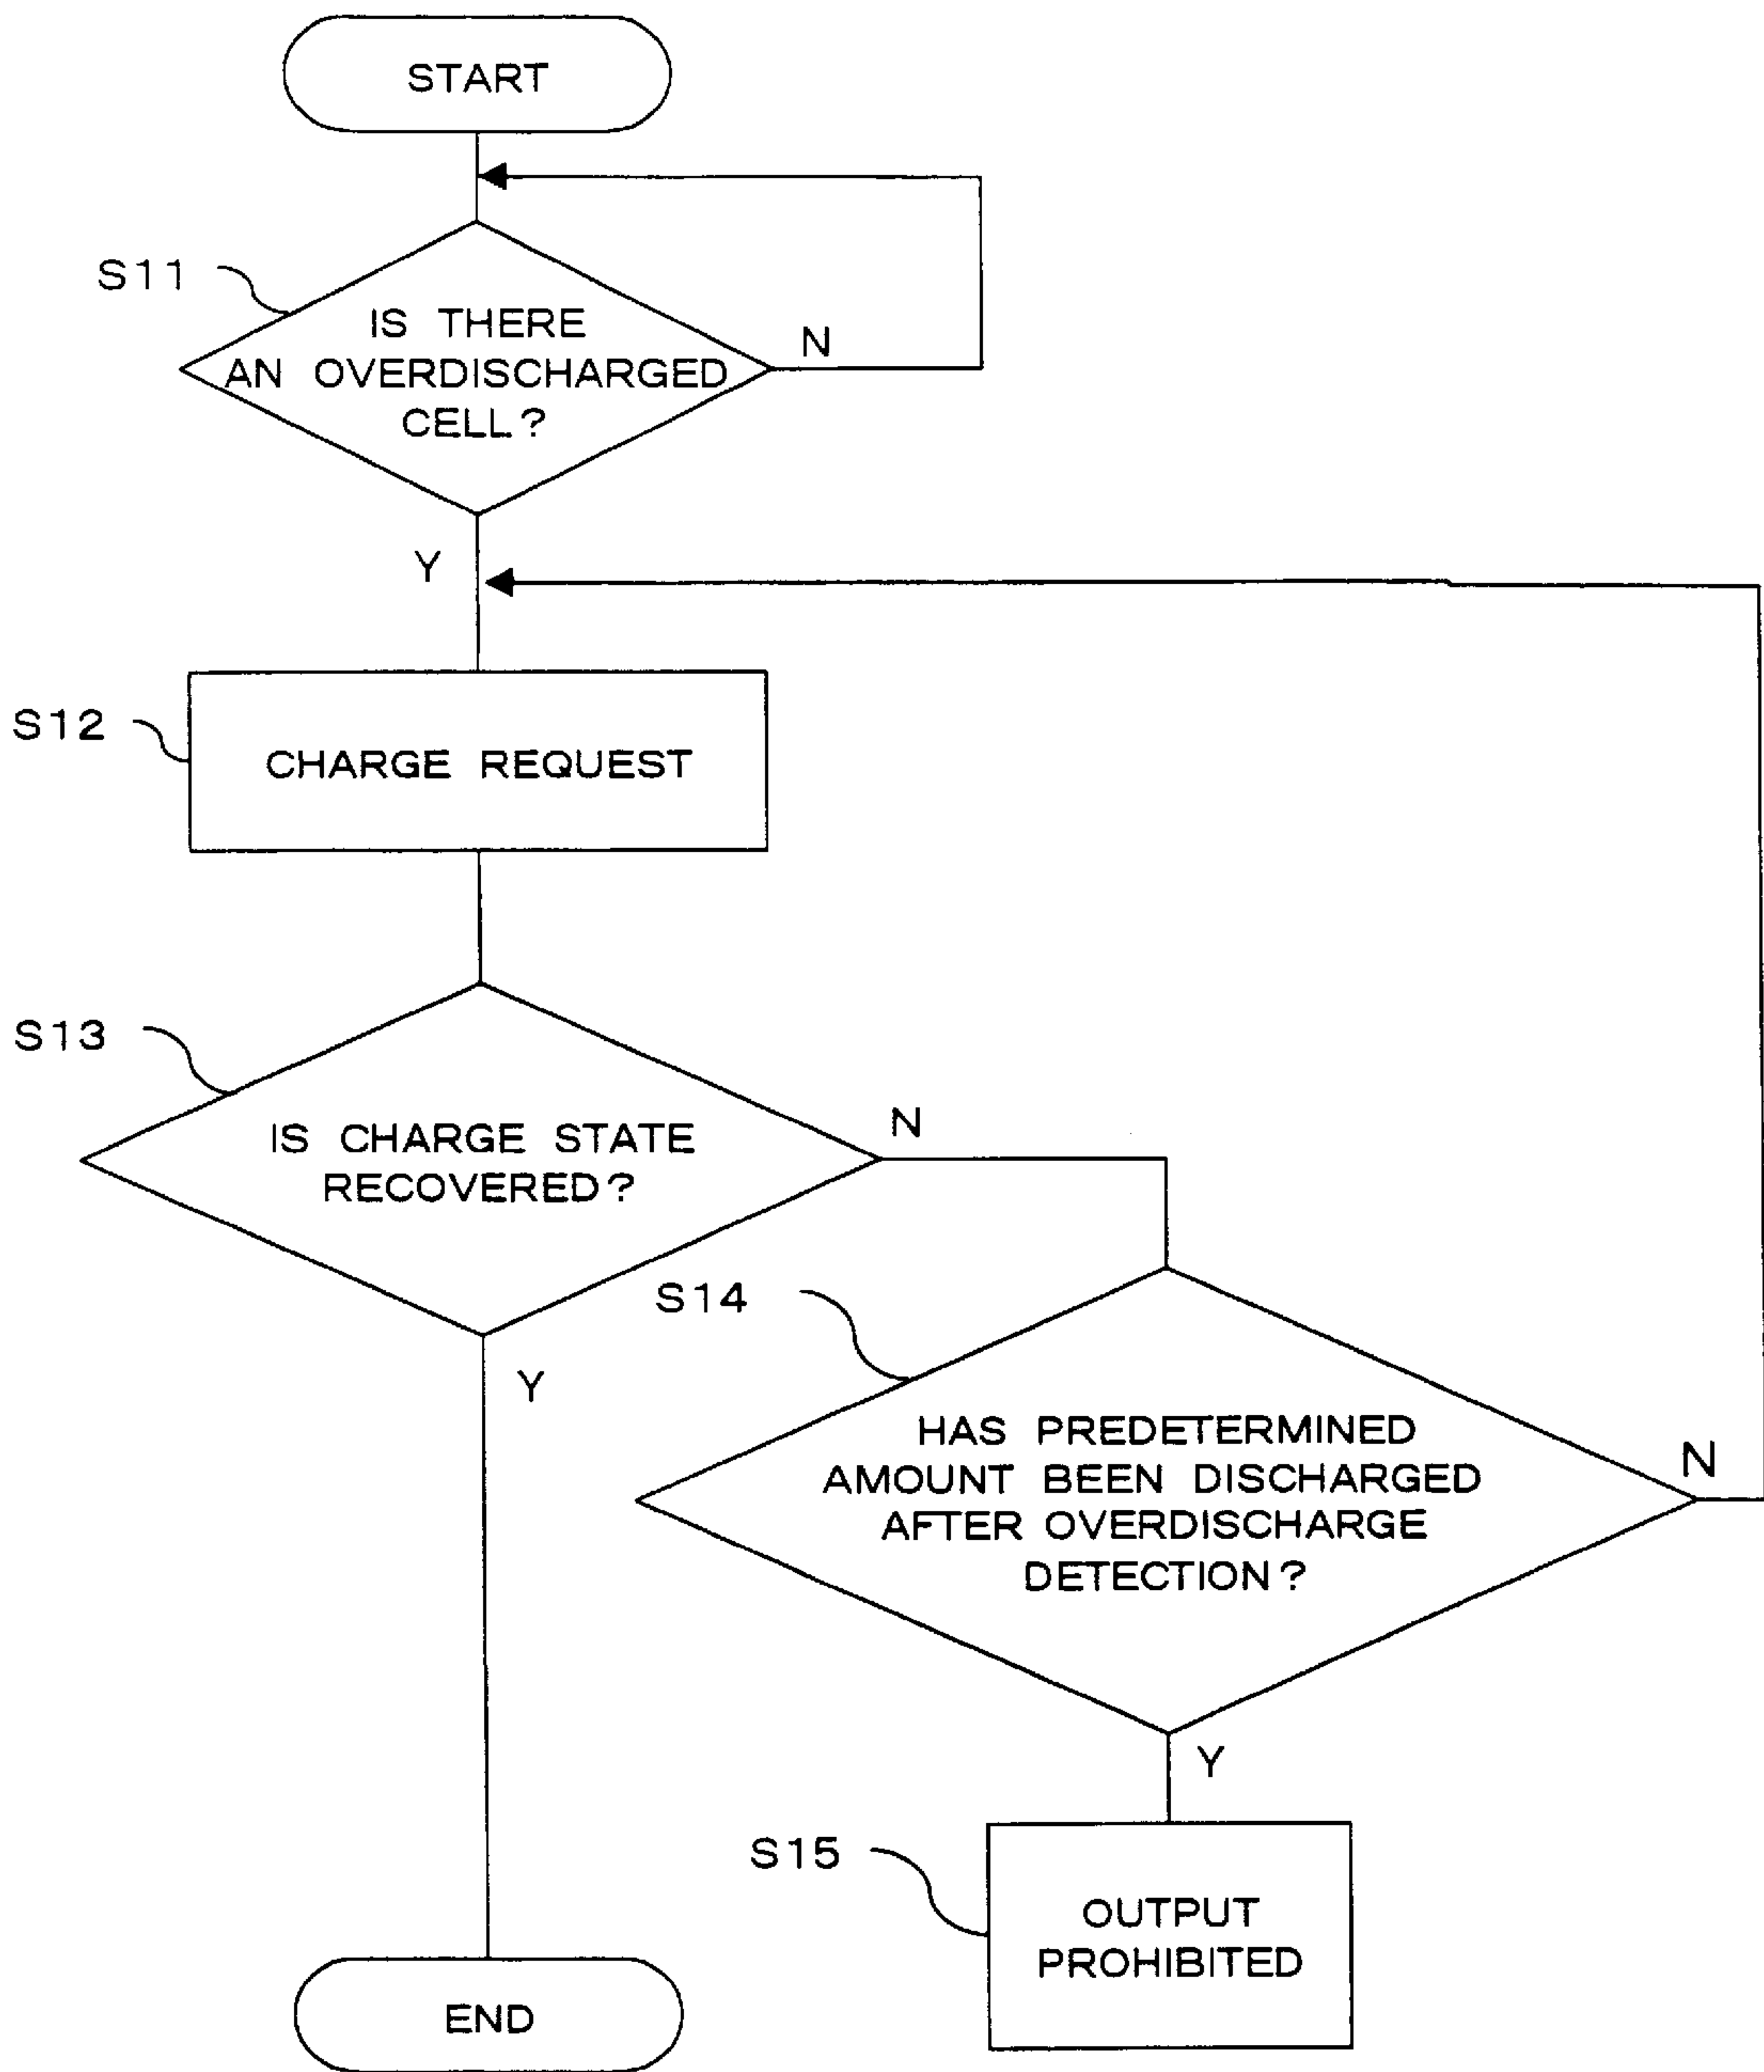 START
S11
IS THERE
AN OVERDISCHARGED
CELL?
N
Y
S12
CHARGE REQUEST
S13
IS CHARGE STATE
RECOVERED?
N
Y
S14
HAS PREDETERMINED
AMOUNT BEEN DISCHARGED
AFTER OVERDISCHARGE
DETECTION?
N
Y
S15
OUTPUT
PROHIBITED
END